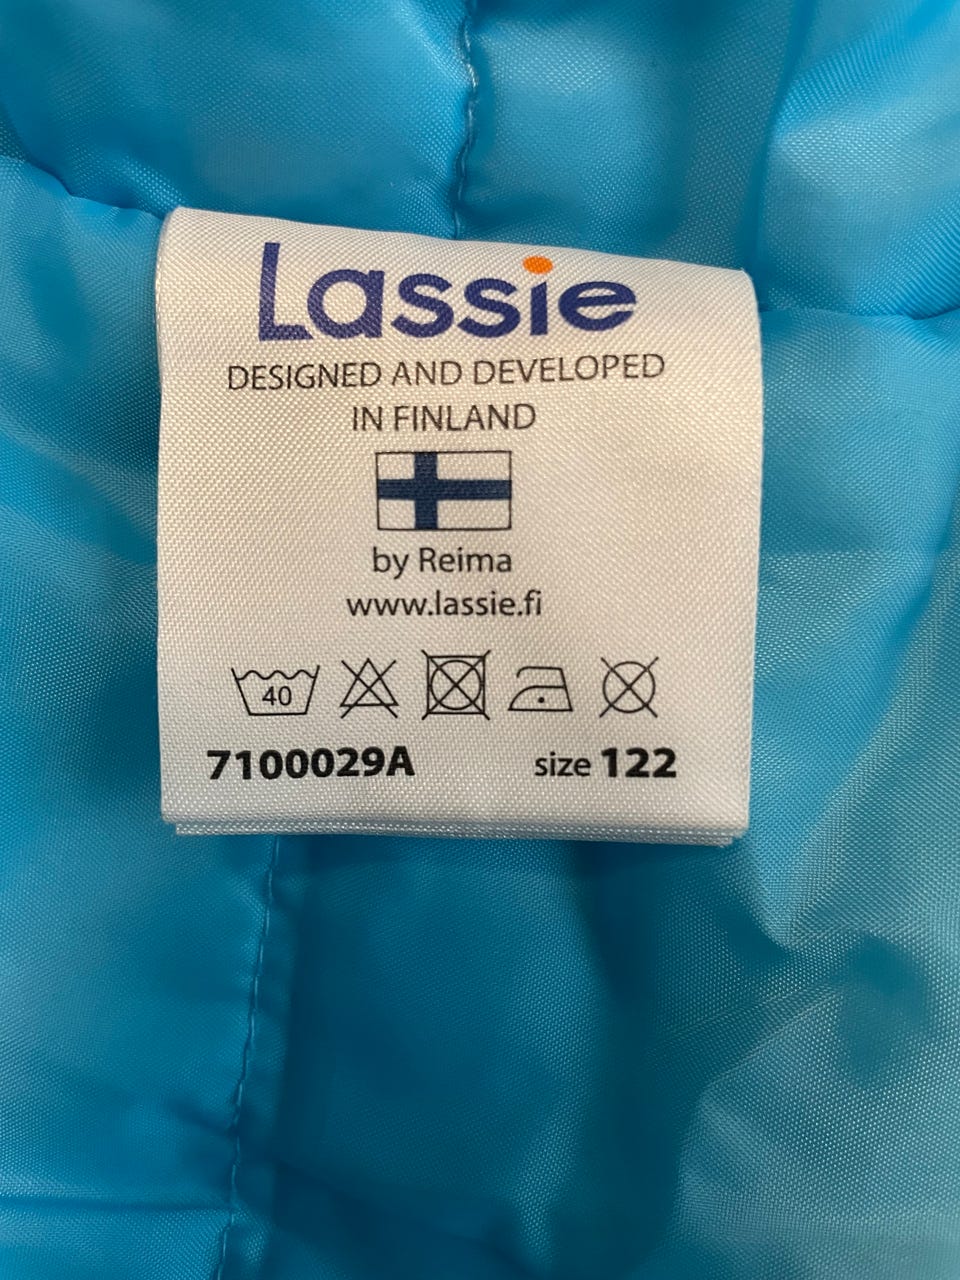 Lassie
DESIGNED AND DEVELOPED
IN FINLAND
by Reima
www.lassie.fi
40
7100029A size 122